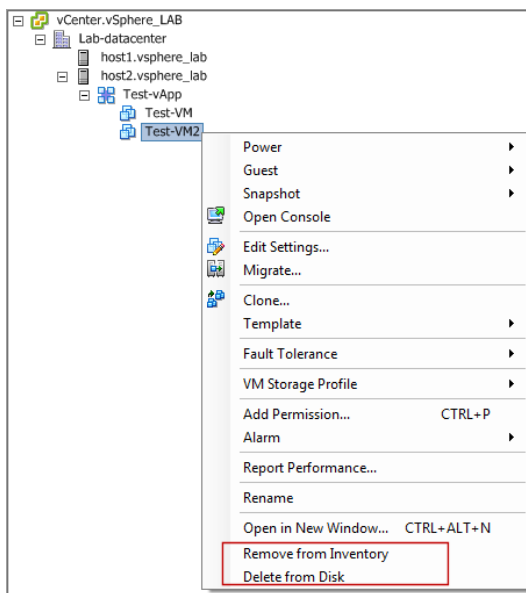 vCenter.vSphere_LAB
Lab-datacenter
host1.vsphere_lab
host2.vsphere_lab
Test-vApp
Test-VM
Test-VM2
Power
Guest
Snapshot
Open Console
Edit Settings...
Migrate...
Clone...
Template
Fault Tolerance
VM Storage Profile
Add Permission... CTRL+P
Alarm
Report Performance...
Rename
Open in New Window... CTRL+ALT+N
Remove from Inventory
Delete from Disk